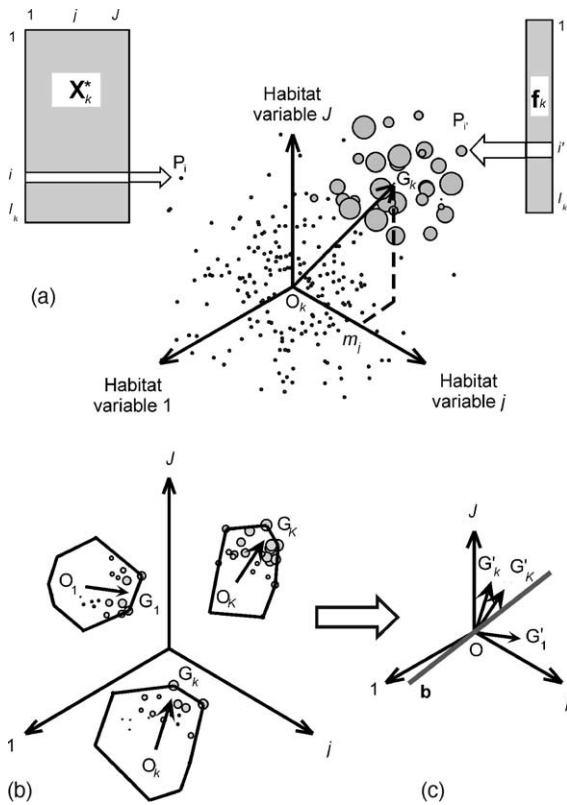 1 j J
1
X*k
i
Ik
Pi
Habitat
variable J
Pi'
Gk
1
fk
i'
Ik
(a)
Ok
mj
Habitat
variable 1
Habitat
variable j
J
O1
G1
GK
OK
Gk
Ok
1
j
(b)
J
G'k
G'K
O
G'1
1
b
(c)